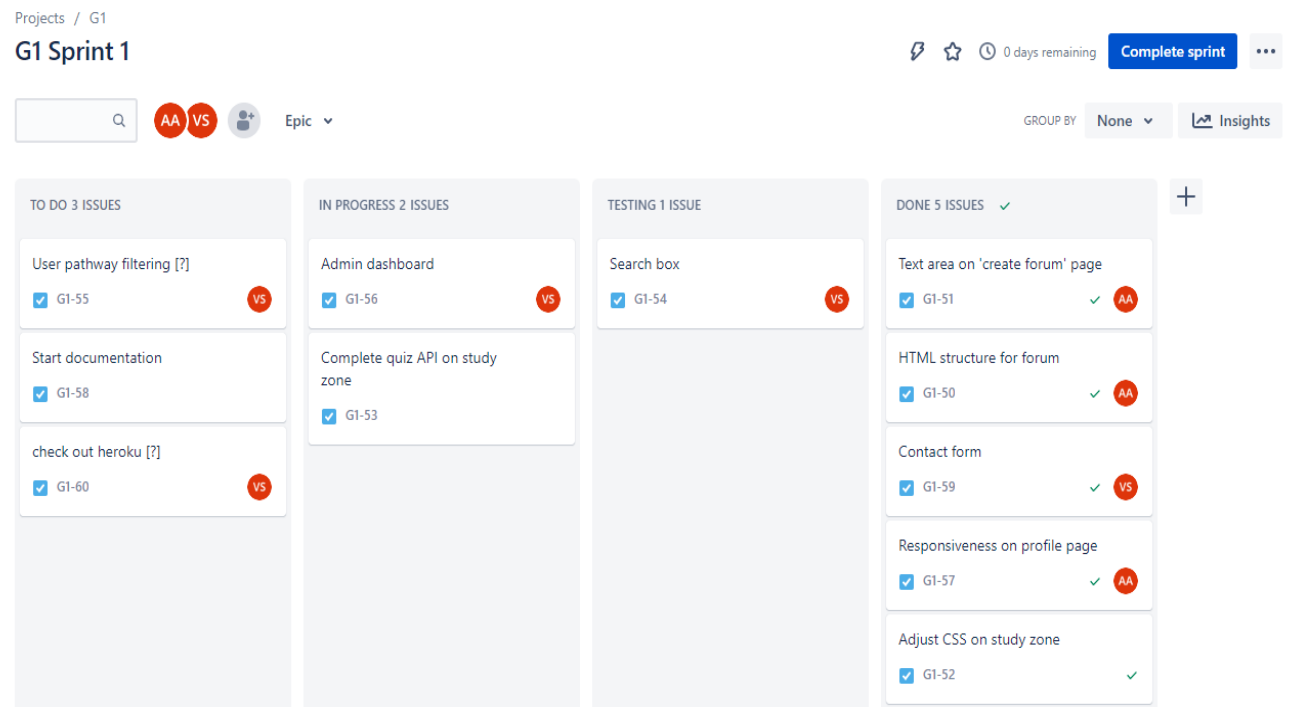 Projects / G1
G1 Sprint 1
0 days remaining
Complete sprint
AA
VS
Epic
GROUP BY
None
Insights
TO DO 3 ISSUES
User pathway filtering [?]
G1-55
VS
Start documentation
G1-58
check out heroku [?]
G1-60
VS
IN PROGRESS 2 ISSUES
Admin dashboard
G1-56
VS
Complete quiz API on study
zone
G1-53
TESTING 1 ISSUE
Search box
G1-54
VS
DONE 5 ISSUES
Text area on 'create forum' page
G1-51
AA
HTML structure for forum
G1-50
AA
Contact form
G1-59
VS
Responsiveness on profile page
G1-57
AA
Adjust CSS on study zone
G1-52